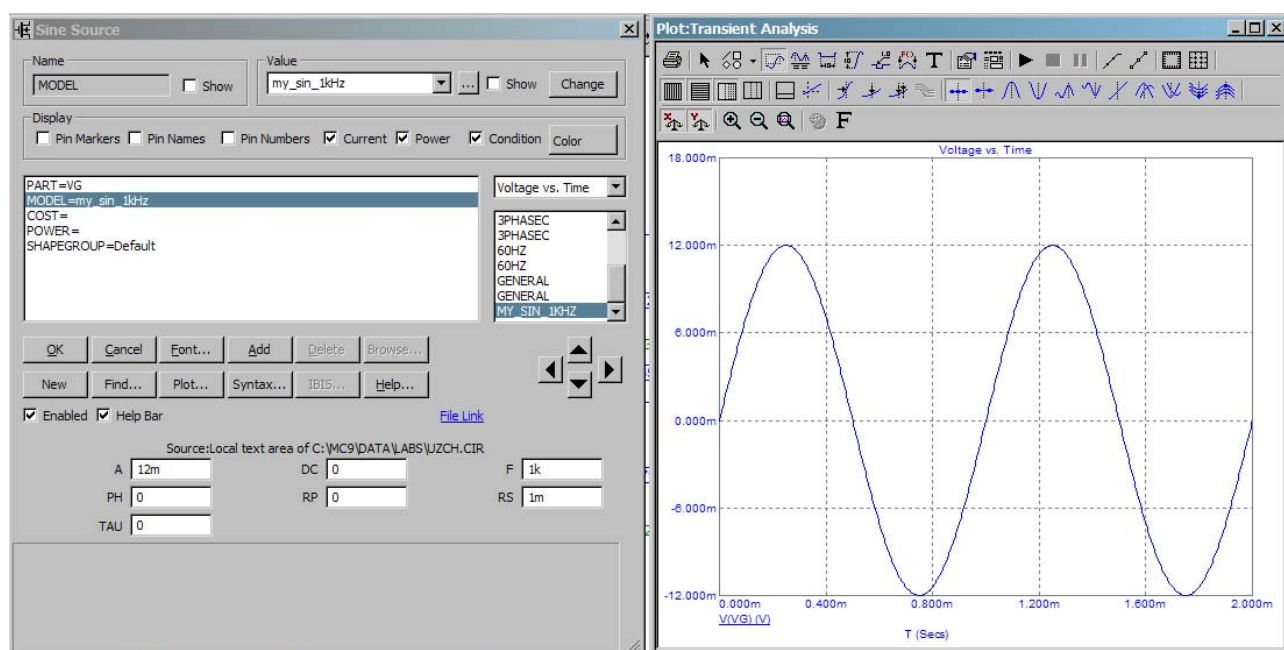 Sine Source
Name
MODEL
Show
Value
my_sin_1kHz
...
Show
Change
Display
Pin Markers
Pin Names
Pin Numbers
Current
Power
Condition
Color
PART=VG
MODEL=my_sin_1kHz
COST=
POWER=
SHAPEGROUP=Default
Voltage vs. Time
3PHASEC
3PHASEC
60HZ
60HZ
GENERAL
GENERAL
MY_SIN_1KHZ
OK
Cancel
Font...
Add
Delete
Browse...
New
Find...
Plot...
Syntax...
IBIS...
Help...
Enabled
Help Bar
File Link
Source:Local text area of C:\MC9\DATA\LABS\UZCH.CIR
A 12m
DC 0
F 1k
PH 0
RP 0
RS 1m
TAU 0
Plot:Transient Analysis
T
F
Voltage vs. Time
18.000m
12.000m
6.000m
0.000m
-6.000m
-12.000m
0.000m
0.400m
0.800m
1.200m
1.600m
2.000m
V(VG) (V)
T (Secs)